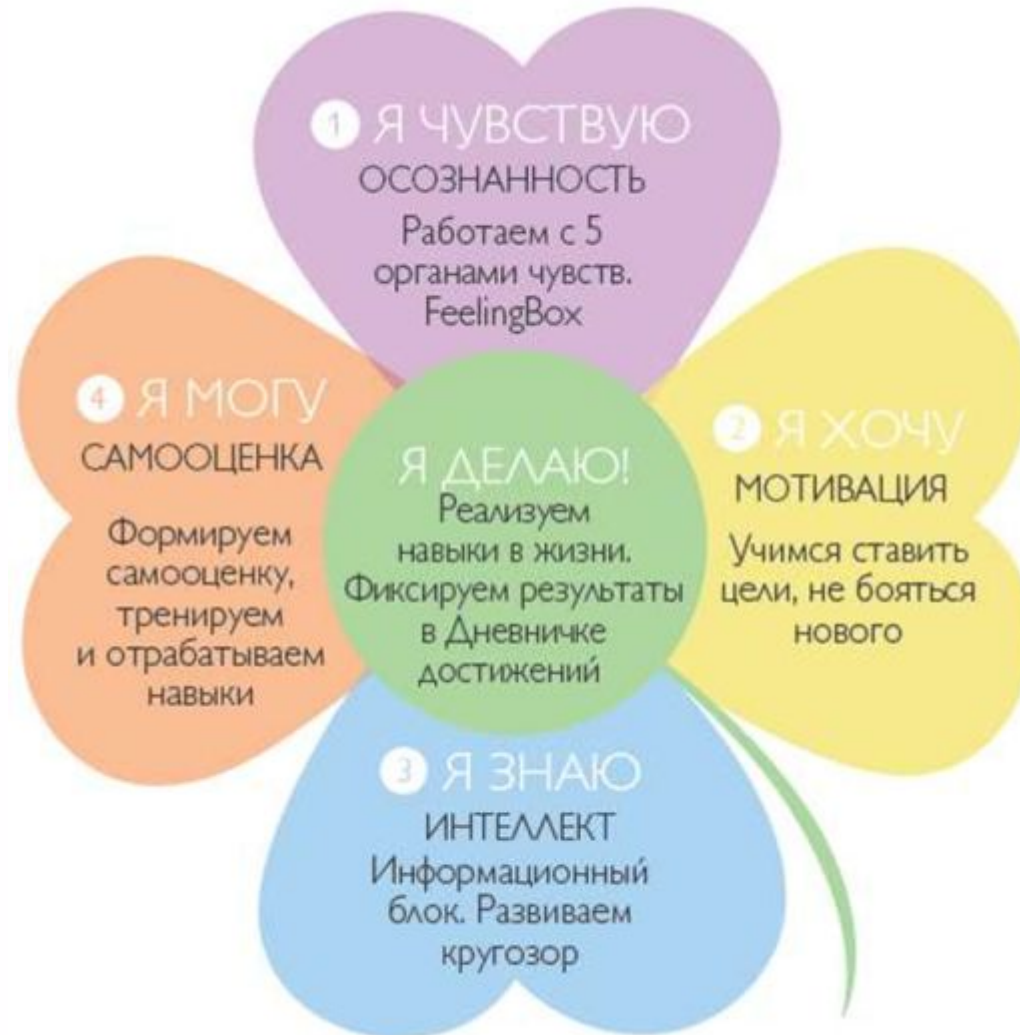 1 Я ЧУВСТВУЮ
ОСОЗНАННОСТЬ
Работаем с 5
органами чувств.
FeelingBox
2 Я ХОЧУ
МОТИВАЦИЯ
Учимся ставить
цели, не бояться
нового
3 Я ЗНАЮ
ИНТЕЛЛЕКТ
Информационный
блок. Развиваем
кругозор
4 Я МОГУ
САМООЦЕНКА
Формируем
самооценку,
тренируем
и отрабатываем
навыки
Я ДЕЛАЮ!
Реализуем
навыки в жизни.
Фиксируем результаты
в Дневничке
достижений